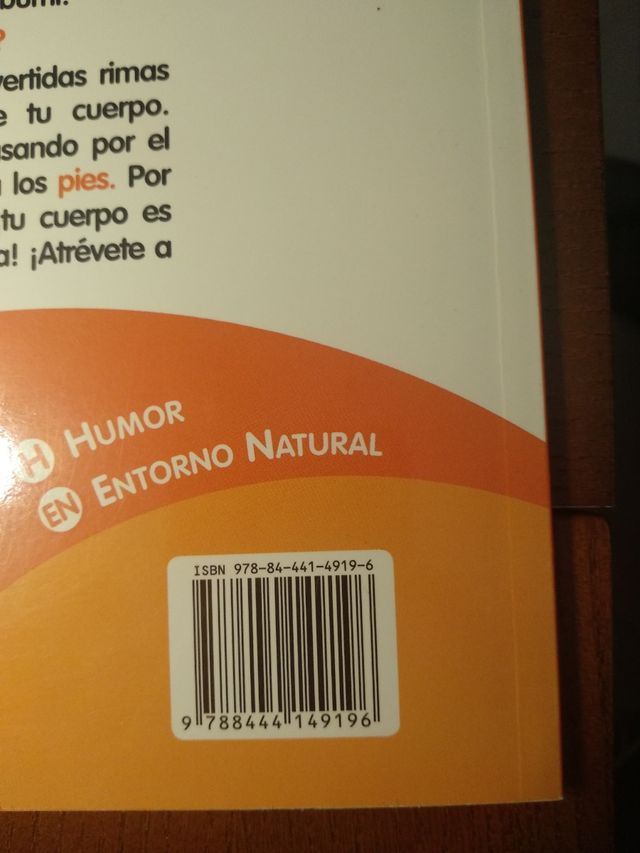 ?
vertidas rimas
e tu cuerpo.
sando por el
los pies. Por
tu cuerpo es
a! ¡Atrévete a
H HUMOR
EN ENTORNO NATURAL
ISBN 978-84-441-4919-6
9 788444 149196